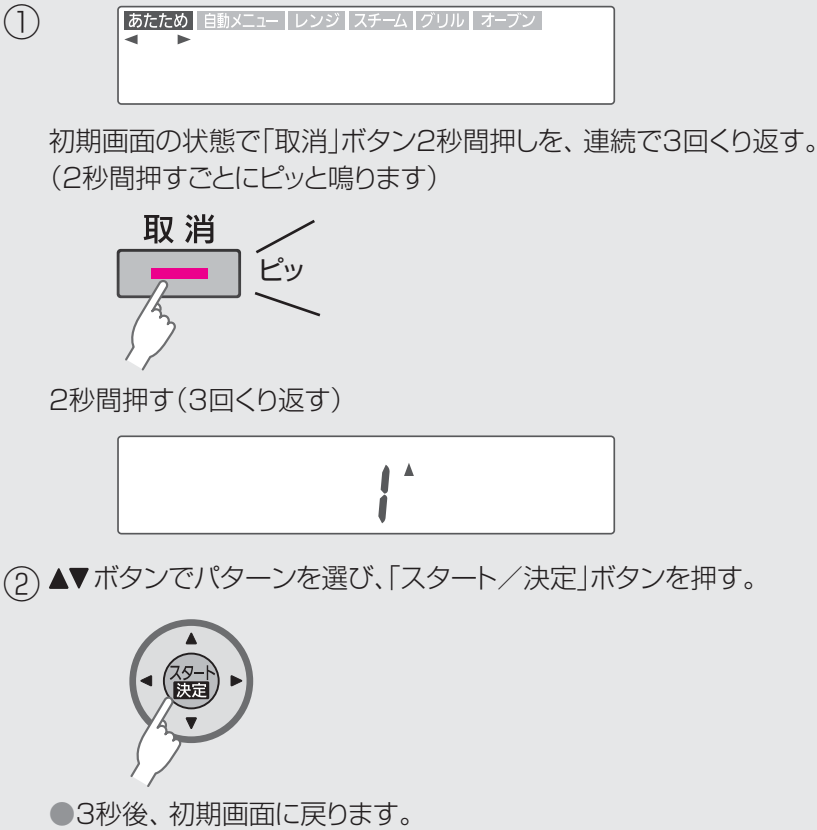 ①
あたため 自動メニュー レンジ スチーム グリル オーブン
◀ ▶
初期画面の状態で「取消」ボタン2秒間押しを、連続で3回くり返す。
（2秒間押すごとにピッと鳴ります）
取 消
ピッ
2秒間押す（3回くり返す）
1 ▲
② ▲▼ボタンでパターンを選び、「スタート／決定」ボタンを押す。
▲
◀ スタート ▶
決定
▼
●3秒後、初期画面に戻ります。